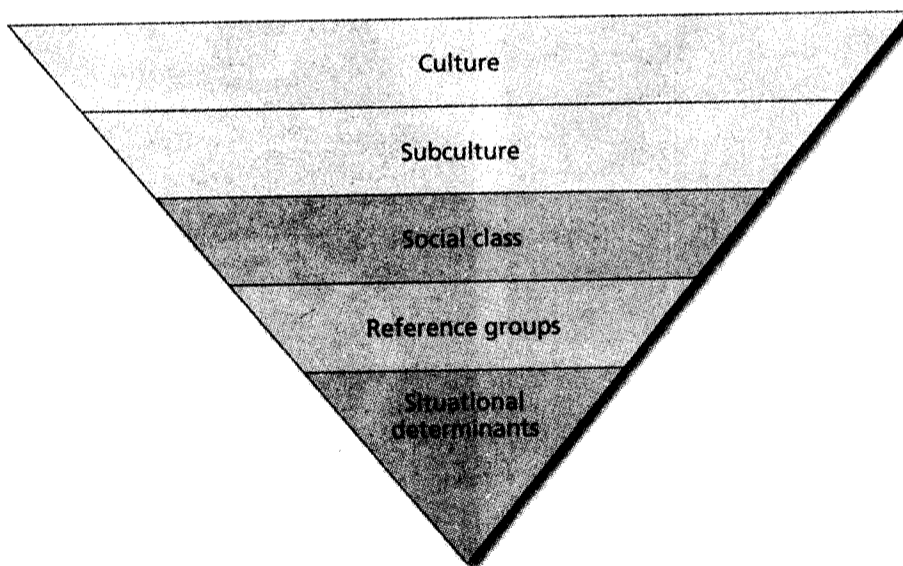 Culture
Subculture
Social class
Reference groups
Situational
determinants